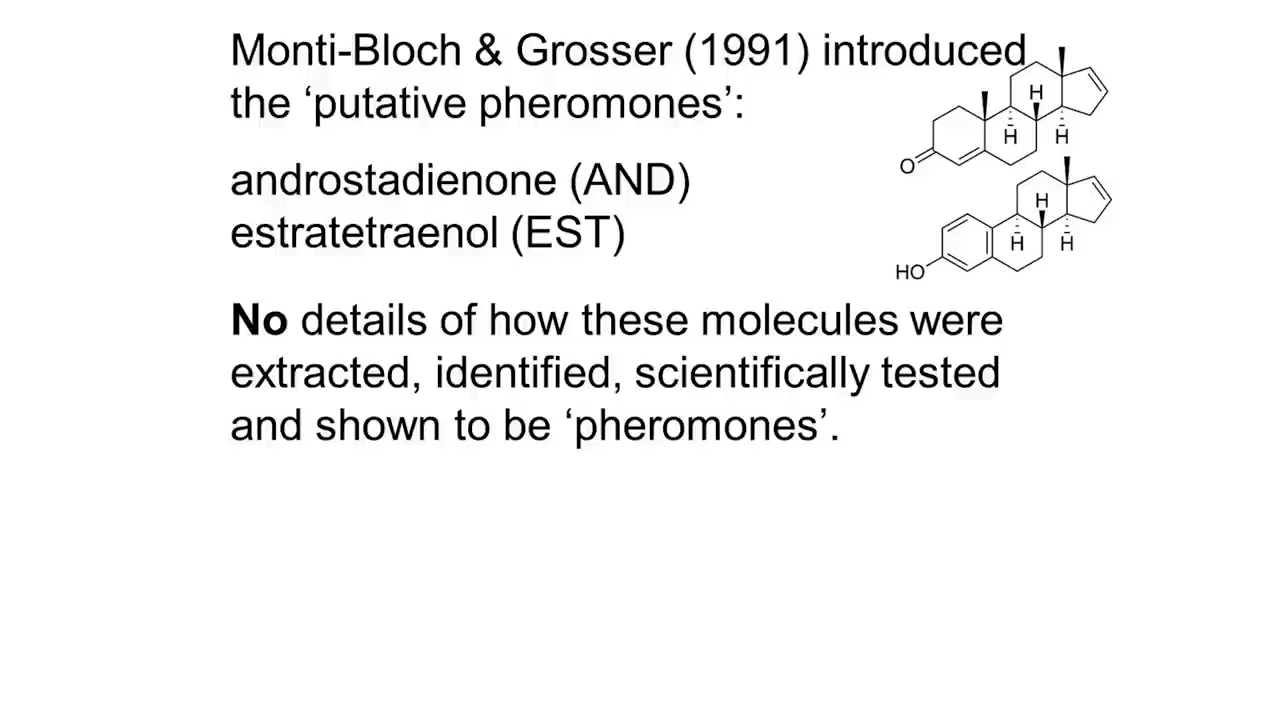 Monti-Bloch & Grosser (1991) introduced
the ‘putative pheromones’:
androstadienone (AND)
estratetraenol (EST)
No details of how these molecules were
extracted, identified, scientifically tested
and shown to be ‘pheromones’.
H
H
H
O
H
H
H
HO